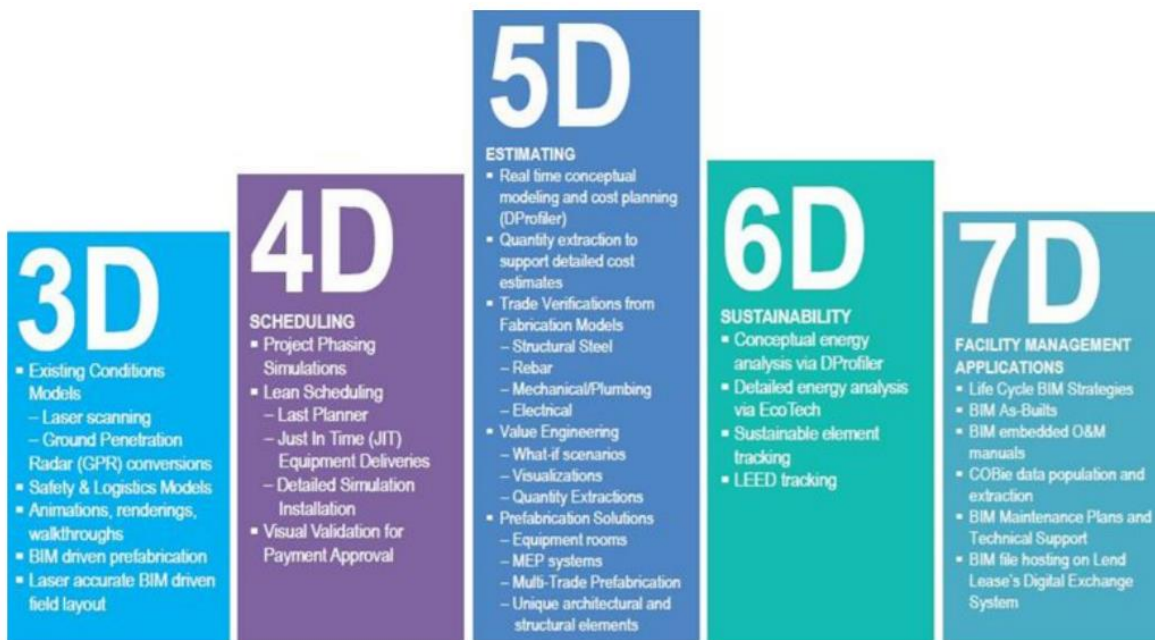 3D
▪ Existing Conditions
Models
– Laser scanning
– Ground Penetration
Radar (GPR) conversions
▪ Safety & Logistics Models
▪ Animations, renderings,
walkthroughs
▪ BIM driven prefabrication
▪ Laser accurate BIM driven
field layout
4D
SCHEDULING
▪ Project Phasing
Simulations
▪ Lean Scheduling
– Last Planner
– Just In Time (JIT)
Equipment Deliveries
– Detailed Simulation
Installation
▪ Visual Validation for
Payment Approval
5D
ESTIMATING
▪ Real time conceptual
modeling and cost planning
(DProfiler)
▪ Quantity extraction to
support detailed cost
estimates
▪ Trade Verifications from
Fabrication Models
– Structural Steel
– Rebar
– Mechanical/Plumbing
– Electrical
▪ Value Engineering
– What-if scenarios
– Visualizations
– Quantity Extractions
▪ Prefabrication Solutions
– Equipment rooms
– MEP systems
– Multi-Trade Prefabrication
– Unique architectural and
structural elements
6D
SUSTAINABILITY
▪ Conceptual energy
analysis via DProfiler
▪ Detailed energy analysis
via EcoTech
▪ Sustainable element
tracking
▪ LEED tracking
7D
FACILITY MANAGEMENT
APPLICATIONS
▪ Life Cycle BIM Strategies
▪ BIM As-Builts
▪ BIM embedded O&M
manuals
▪ COBie data population and
extraction
▪ BIM Maintenance Plans and
Technical Support
▪ BIM file hosting on Lend
Lease's Digital Exchange
System